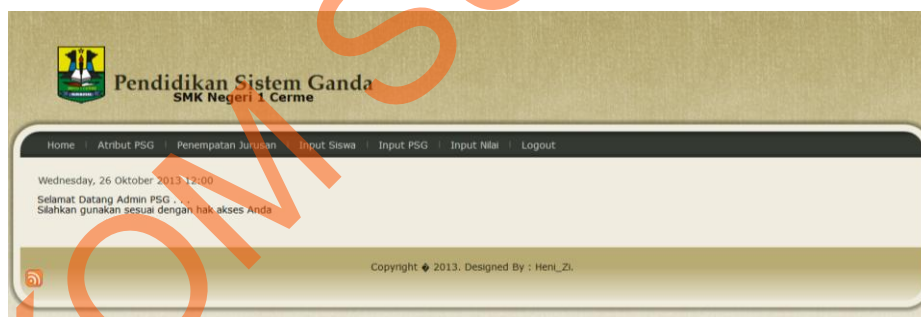 Pendidikan Sistem Ganda
SMK Negeri 1 Cerme
Home | Atribut PSG | Penempatan Jurusan | Input Siswa | Input PSG | Input Nilai | Logout
Wednesday, 26 Oktober 2013 12:00
Selamat Datang Admin PSG . . .
Silahkan gunakan sesuai dengan hak akses Anda
Copyright � 2013. Designed By : Heni_Zi.